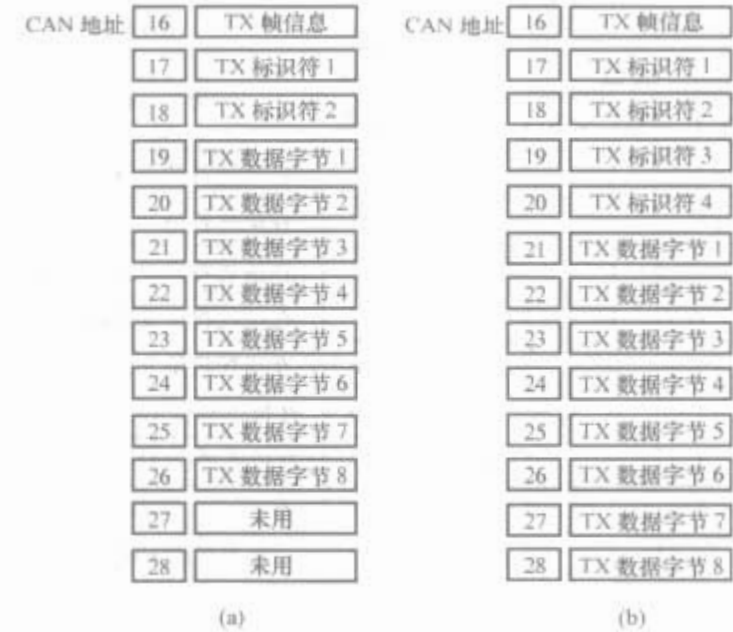 CAN 地址 16 TX 帧信息
17 TX 标识符 1
18 TX 标识符 2
19 TX 数据字节 1
20 TX 数据字节 2
21 TX 数据字节 3
22 TX 数据字节 4
23 TX 数据字节 5
24 TX 数据字节 6
25 TX 数据字节 7
26 TX 数据字节 8
27 未用
28 未用
(a)
CAN 地址 16 TX 帧信息
17 TX 标识符 1
18 TX 标识符 2
19 TX 标识符 3
20 TX 标识符 4
21 TX 数据字节 1
22 TX 数据字节 2
23 TX 数据字节 3
24 TX 数据字节 4
25 TX 数据字节 5
26 TX 数据字节 6
27 TX 数据字节 7
28 TX 数据字节 8
(b)